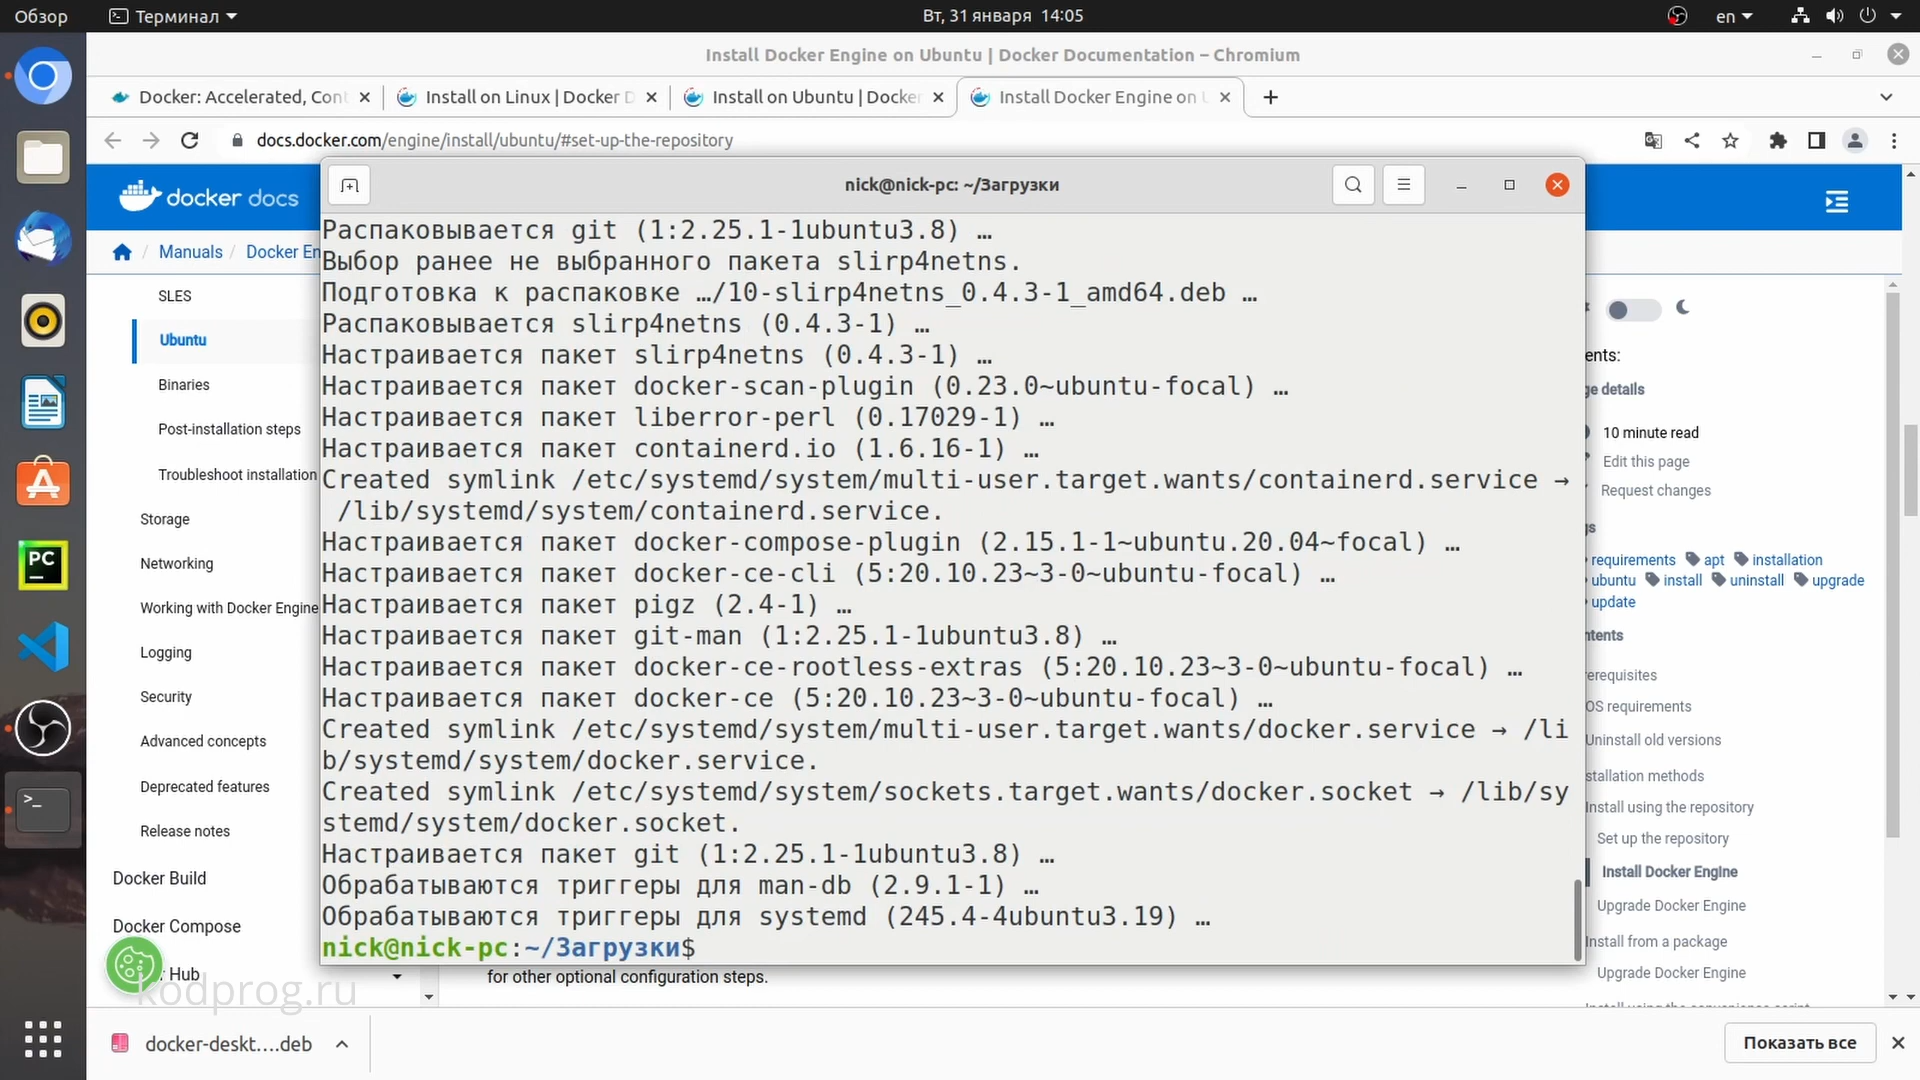 Обзор
Терминал
Вт, 31 января 14:05
en
Install Docker Engine on Ubuntu | Docker Documentation – Chromium
Docker: Accelerated, Cont
Install on Linux | Docker D
Install on Ubuntu | Docker
Install Docker Engine on U
docs.docker.com/engine/install/ubuntu/#set-up-the-repository
docker docs
Manuals / Docker En
SLES
Ubuntu
Binaries
Post-installation steps
Troubleshoot installation
Storage
Networking
Working with Docker Engine
Logging
Security
Advanced concepts
Deprecated features
Release notes
Docker Build
Docker Compose
r Hub
kodprog.ru
nick@nick-pc: ~/Загрузки
Распаковывается git (1:2.25.1-1ubuntu3.8) …
Выбор ранее не выбранного пакета slirp4netns.
Подготовка к распаковке …/10-slirp4netns_0.4.3-1_amd64.deb …
Распаковывается slirp4netns (0.4.3-1) …
Настраивается пакет slirp4netns (0.4.3-1) …
Настраивается пакет docker-scan-plugin (0.23.0~ubuntu-focal) …
Настраивается пакет liberror-perl (0.17029-1) …
Настраивается пакет containerd.io (1.6.16-1) …
Created symlink /etc/systemd/system/multi-user.target.wants/containerd.service →
/lib/systemd/system/containerd.service.
Настраивается пакет docker-compose-plugin (2.15.1-1~ubuntu.20.04~focal) …
Настраивается пакет docker-ce-cli (5:20.10.23~3-0~ubuntu-focal) …
Настраивается пакет pigz (2.4-1) …
Настраивается пакет git-man (1:2.25.1-1ubuntu3.8) …
Настраивается пакет docker-ce-rootless-extras (5:20.10.23~3-0~ubuntu-focal) …
Настраивается пакет docker-ce (5:20.10.23~3-0~ubuntu-focal) …
Created symlink /etc/systemd/system/multi-user.target.wants/docker.service → /li
b/systemd/system/docker.service.
Created symlink /etc/systemd/system/sockets.target.wants/docker.socket → /lib/sy
stemd/system/docker.socket.
Настраивается пакет git (1:2.25.1-1ubuntu3.8) …
Обрабатываются триггеры для man-db (2.9.1-1) …
Обрабатываются триггеры для systemd (245.4-4ubuntu3.19) …
nick@nick-pc:~/Загрузки$
for other optional configuration steps.
ents:
ge details
10 minute read
Edit this page
Request changes
gs
requirements apt installation
ubuntu install uninstall upgrade
update
ntents
rerequisites
OS requirements
Uninstall old versions
stallation methods
Install using the repository
Set up the repository
Install Docker Engine
Upgrade Docker Engine
Install from a package
Upgrade Docker Engine
PC
docker-deskt....deb
Показать все